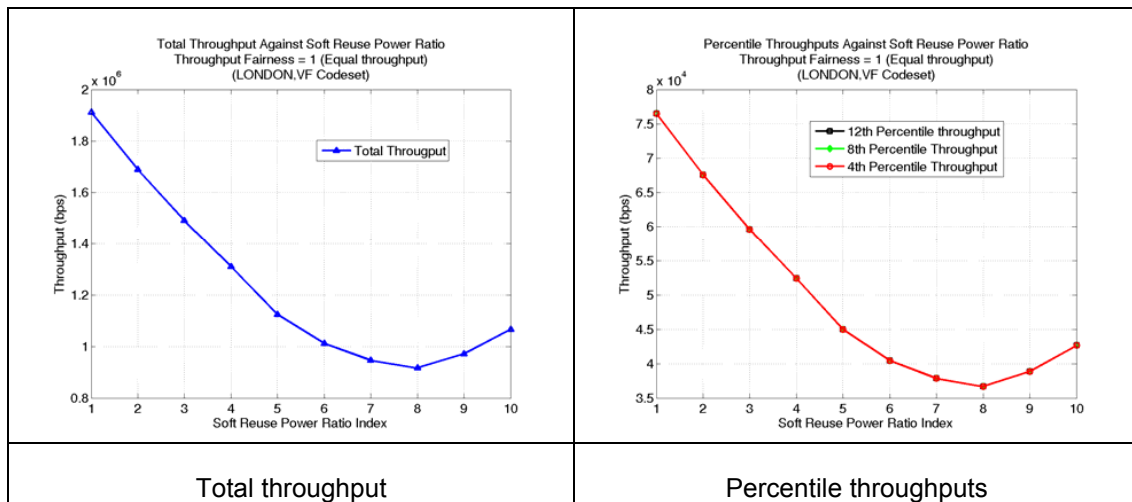 Total Throughput Against Soft Reuse Power Ratio
Throughput Fairness = 1 (Equal throughput)
(LONDON,VF Codeset)
x 10^6
2
1.8
1.6
1.4
1.2
1
0.8
Throughput (bps)
Total Througput
1 2 3 4 5 6 7 8 9 10
Soft Reuse Power Ratio Index
Total throughput
Percentile Throughputs Against Soft Reuse Power Ratio
Throughput Fairness = 1 (Equal throughput)
(LONDON,VF Codeset)
8 x 10^4
7.5
7
6.5
6
5.5
5
4.5
4
3.5
Throughput (bps)
12th Percentile throughput
8th Percentile Throughput
4th Percentile Throughput
1 2 3 4 5 6 7 8 9 10
Soft Reuse Power Ratio Index
Percentile throughputs